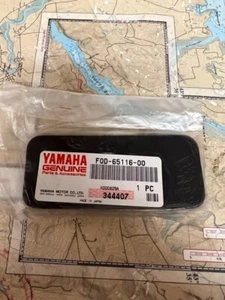 YAMAHA
GENUINE
Parts & Accessories
F0D-65116-00
1 PC
YAMAHA MOTOR CO., LTD.
344407
MADE IN JAPAN